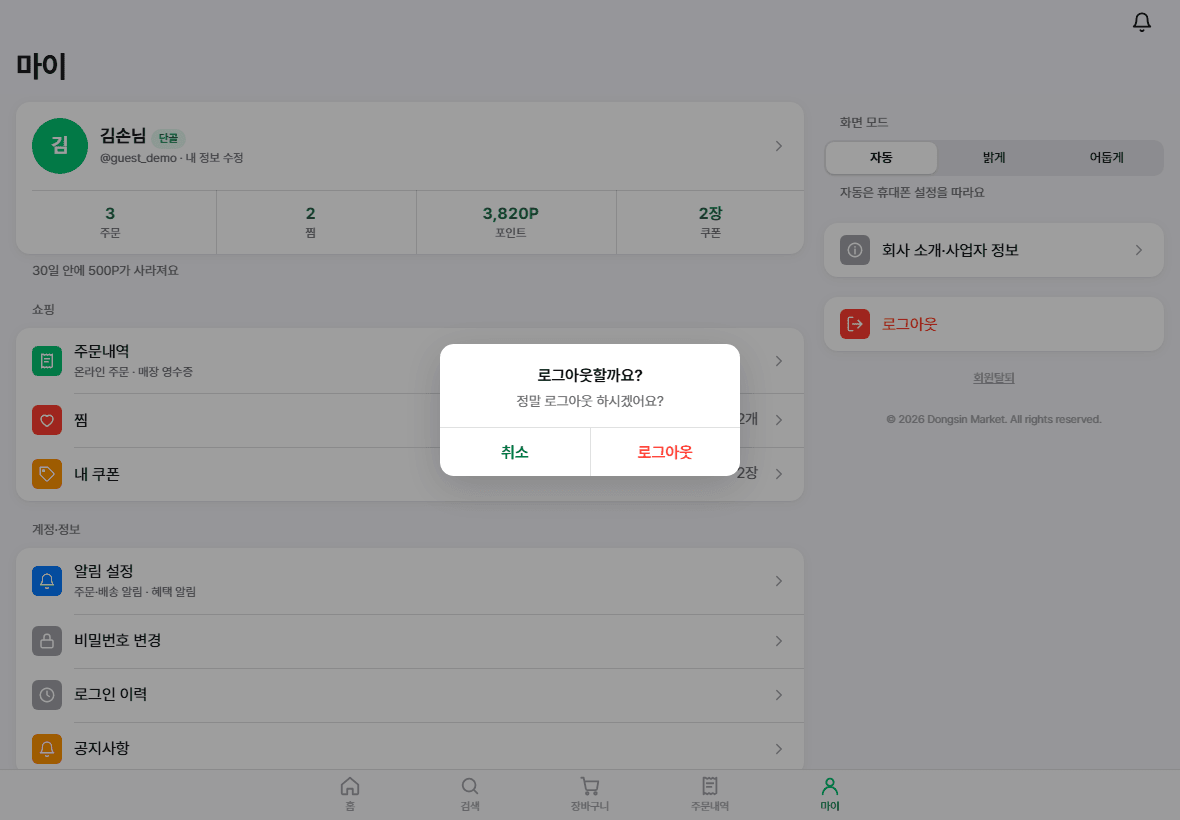 마이
김
김손님 단골
@guest_demo · 내 정보 수정
3
주문
2
찜
3,820P
포인트
2장
쿠폰
30일 안에 500P가 사라져요
쇼핑
주문내역
온라인 주문 · 매장 영수증
찜
2개
내 쿠폰
2장
계정·정보
알림 설정
주문·배송 알림 · 혜택 알림
비밀번호 변경
로그인 이력
공지사항
화면 모드
자동 밝게 어둡게
자동은 휴대폰 설정을 따라요
회사 소개·사업자 정보
로그아웃
회원탈퇴
© 2026 Dongsin Market. All rights reserved.
로그아웃할까요?
정말 로그아웃 하시겠어요?
취소 로그아웃
홈 검색 장바구니 주문내역 마이